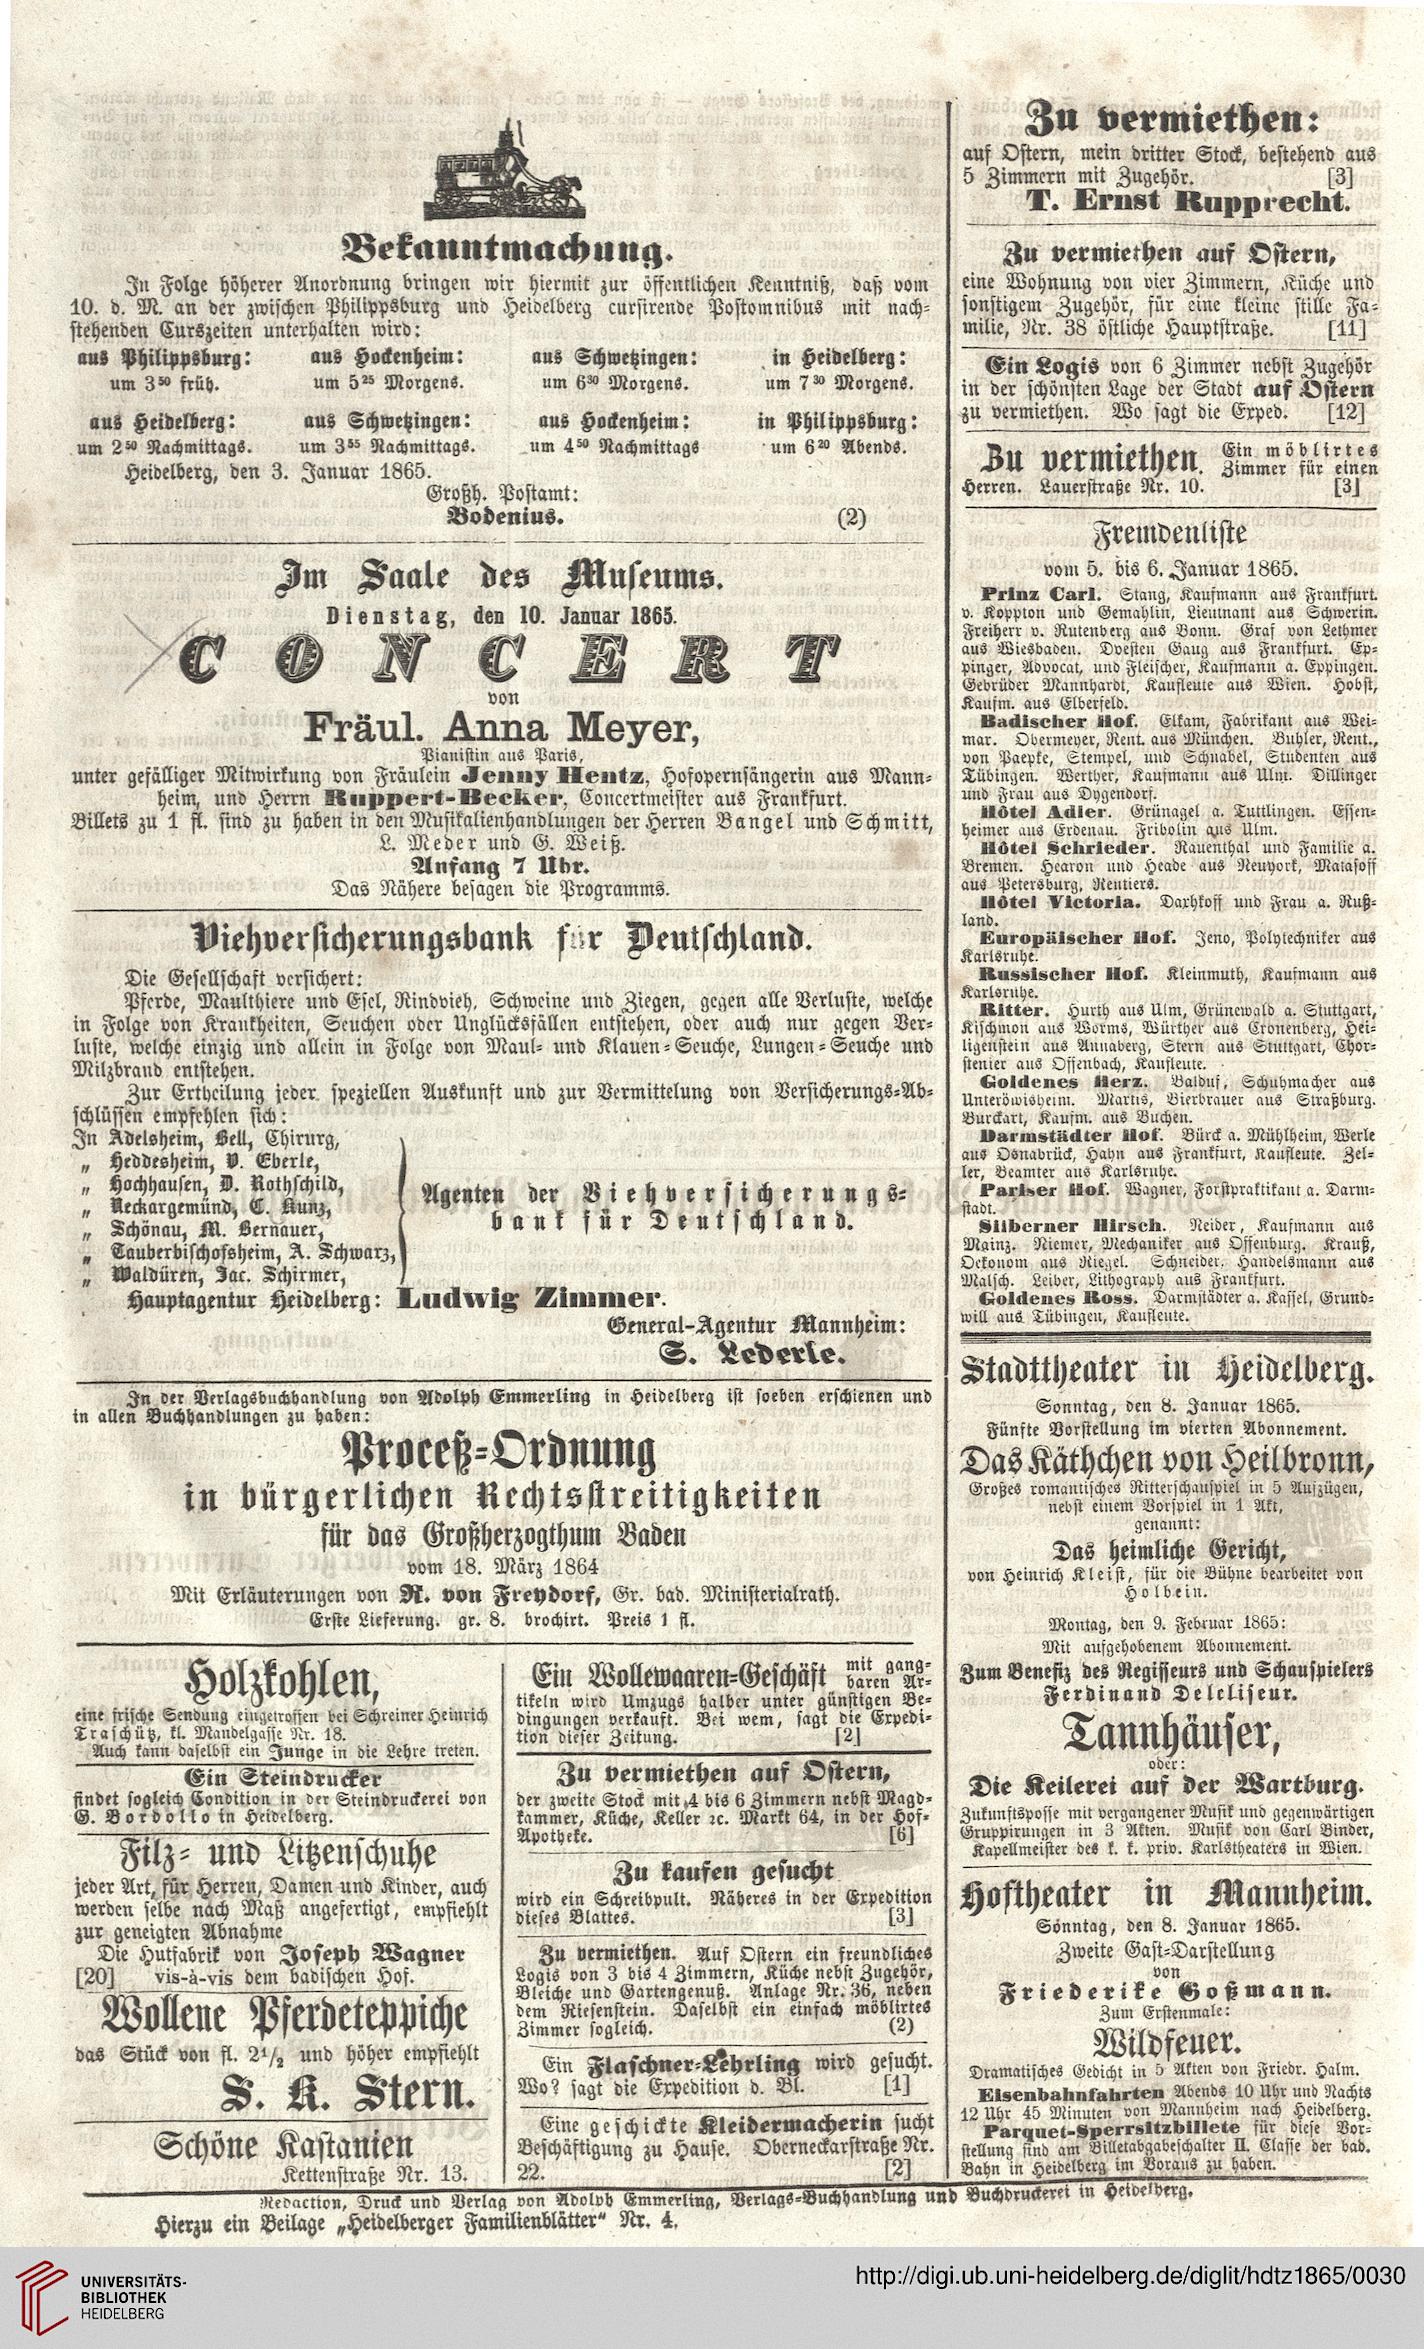 Bekanntmachung.
In Folge höherer Anordnung bringen wir hiermit zur öffentlichen Kenntniß, daß vom
10. d. M. an der zwischen Philippsburg und Heidelberg cursirende Postomnibus mit nach-
stehenden Curszeiten unterhalten wird:
aus Philippsburg: aus Hockenheim: aus Schwetzingen: in Heidelberg:
um 3⁵⁰ früh. um 5²⁵ Morgens. um 6³⁰ Morgens. um 7³⁰ Morgens.
aus Heidelberg: aus Schwetzingen: aus Hockenheim: in Philippsburg:
um 2⁵⁰ Nachmittags. um 3⁵⁵ Nachmittags. um 4⁵⁰ Nachmittags um 6²⁰ Abends.
Heidelberg, den 3. Januar 1865.
Großh. Postamt:
Bodenius. (2)
Im Saale des Museums.
Dienstag, den 10. Januar 1865.
CONCERT
von
Fräul. Anna Meyer,
Pianistin aus Paris,
unter gefälliger Mitwirkung von Fräulein Jenny Hentz, Hofopernsängerin aus Mann-
heim, und Herrn Ruppert-Becker, Concertmeister aus Frankfurt.
Billets zu 1 fl. sind zu haben in den Musikalienhandlungen der Herren Bangel und Schmitt,
L. Meder und G. Weiß.
Anfang 7 Uhr.
Das Nähere besagen die Programms.
Viehversicherungsbank für Deutschland.
Die Gesellschaft versichert:
Pferde, Maulthiere und Esel, Rindvieh, Schweine und Ziegen, gegen alle Verluste, welche
in Folge von Krankheiten, Seuchen oder Unglücksfällen entstehen, oder auch nur gegen Ver-
luste, welche einzig und allein in Folge von Maul- und Klauen-Seuche, Lungen-Seuche und
Milzbrand entstehen.
Zur Ertheilung jeder speziellen Auskunft und zur Vermittelung von Versicherungs-Ab-
schlüssen empfehlen sich:
In Adelsheim, Bell, Chirurg,
„ Heddesheim, V. Eberle,
„ Hochhausen, D. Rothschild,
„ Neckargemünd, C. Kunz,
„ Schönau, M. Bernauer,
„ Tauberbischofsheim, A. Schwarz,
„ Waldüren, Jac. Schirmer,
Agenten der Viehversicherungs-
bank für Deutschland.
Hauptagentur Heidelberg: Ludwig Zimmer.
General-Agentur Mannheim:
S. Lederle.
In der Verlagsbuchhandlung von Adolph Emmerling in Heidelberg ist soeben erschienen und
in allen Buchhandlungen zu haben:
Proceß-Ordnung
in bürgerlichen Rechtsstreitigkeiten
für das Großherzogthum Baden
vom 18. März 1864
Mit Erläuterungen von R. von Freydorf, Gr. bad. Ministerialrath.
Erste Lieferung. gr. 8. brochirt. Preis 1 fl.
Holzkohlen,
eine frische Sendung eingetroffen bei Schreiner Heinrich
Traschütz, kl. Mandelgasse Nr. 18.
Auch kann daselbst ein Junge in die Lehre treten.
Ein Steindrucker
findet sogleich Condition in der Steindruckerei von
G. Bordollo in Heidelberg.
Filz- und Litzenschuhe
jeder Art, für Herren, Damen und Kinder, auch
werden selbe nach Maß angefertigt, empfiehlt
zur geneigten Abnahme
Die Hutfabrik von Joseph Wagner
[20] vis-à-vis dem badischen Hof.
Wollene Pferdeteppiche
das Stück von fl. 2¹/₂ und höher empfiehlt
S. K. Stern.
Schöne Kastanien
Kettenstraße Nr. 13.
Ein Wollewaaren-Geschäft mit gang-
baren Ar-
tikeln wird Umzugs halber unter günstigen Be-
dingungen verkauft. Bei wem, sagt die Expedi-
tion dieser Zeitung. [2]
Zu vermiethen auf Ostern,
der zweite Stock mit 4 bis 6 Zimmern nebst Magd-
kammer, Küche, Keller ꝛc. Markt 64, in der Hof-
Apotheke. [6]
Zu kaufen gesucht
wird ein Schreibpult. Näheres in der Expedition
dieses Blattes. [3]
Zu vermiethen. Auf Ostern ein freundliches
Logis von 3 bis 4 Zimmern, Küche nebst Zugehör,
Bleiche und Gartengenuß. Anlage Nr. 36, neben
dem Riesenstein. Daselbst ein einfach möblirtes
Zimmer sogleich. (2)
Ein Flaschner-Lehrling wird gesucht.
Wo? sagt die Expedition d. Bl. [1]
Eine geschickte Kleidermacherin sucht
Beschäftigung zu Hause. Oberneckarstraße Nr.
22. [2]
Zu vermiethen:
auf Ostern, mein dritter Stock, bestehend aus
5 Zimmern mit Zugehör. [3]
T. Ernst Rupprecht.
Zu vermiethen auf Ostern,
eine Wohnung von vier Zimmern, Küche und
sonstigem Zugehör, für eine kleine stille Fa-
milie, Nr. 38 östliche Hauptstraße. [11]
Ein Logis von 6 Zimmer nebst Zugehör
in der schönsten Lage der Stadt auf Ostern
zu vermiethen. Wo sagt die Exped. [12]
Zu vermiethen. Ein möblirtes
Zimmer für einen
Herren. Lauerstraße Nr. 10. [3]
Fremdenliste
vom 5. bis 6. Januar 1865.
Prinz Carl. Stang, Kaufmann aus Frankfurt.
v. Koppton und Gemahlin, Lieutnant aus Schwerin.
Freiherr v. Rutenberg aus Bonn. Graf von Lethmer
aus Wiesbaden. Dvesten Gaug aus Frankfurt. Ep-
pinger, Advocat, und Fleischer, Kaufmann a. Eppingen.
Gebrüder Mannhardt, Kaufleute aus Wien. Hobst,
Kaufm. aus Elberfeld.
Badischer Hof. Elkam, Fabrikant aus Wei-
mar. Obermeyer, Rent. aus München. Buhler, Rent.,
von Paepke, Stempel, und Schnabel, Studenten aus
Tübingen. Werther, Kaufmann aus Ulm. Dillinger
und Frau aus Dygendorf.
Hôtel Adler. Grünagel a. Tuttlingen. Essen-
heimer aus Erdenau. Fridolin aus Ulm.
Hôtel Schrieder. Rauenthal und Familie a.
Bremen. Hearon und Heade aus Neuyork, Maiasoff
aus Petersburg, Rentiers.
Hôtel Victoria. Daxhkoff und Frau a. Ruß-
land.
Europäischer Hof. Jeno, Polytechniker aus
Karlsruhe.
Russischer Hof. Kleinmuth, Kaufmann aus
Karlsruhe.
Ritter. Hurth aus Ulm, Grünewald a. Stuttgart,
Kischmon aus Worms, Würther aus Cronenberg, Hei-
ligenstein aus Annaberg, Stern aus Stuttgart, Chor-
stenier aus Offenbach, Kaufleute.
Goldenes Herz. Balduf, Schuhmacher aus
Unteröwisheim. Martis, Bierbrauer aus Straßburg.
Burckart, Kaufm. aus Buchen.
Darmstädter Hof. Bürck a. Mühlheim, Werle
aus Osnabrück, Hahn aus Frankfurt, Kaufleute. Zel-
ler, Beamter aus Karlsruhe.
Pariser Hof. Wagner, Forstpraktikant a. Darm-
stadt.
Silberner Hirsch. Neider, Kaufmann aus
Mainz. Niemer, Mechaniker aus Offenburg. Krauß,
Oekonom aus Riegel. Schneider, Handelsmann aus
Malsch. Leiber, Lithograph aus Frankfurt.
Goldenes Ross. Darmstädter a. Kassel, Grund-
will aus Tübingen, Kaufleute.
Stadttheater in Heidelberg.
Sonntag, den 8. Januar 1865.
Fünfte Vorstellung im vierten Abonnement.
Das Käthchen von Heilbronn,
Großes romantisches Ritterschauspiel in 5 Aufzügen,
nebst einem Vorspiel in 1 Akt,
genannt:
Das heimliche Gericht,
von Heinrich Kleist, für die Bühne bearbeitet von
Holbein.
Montag, den 9. Februar 1865:
Mit aufgehobenem Abonnement.
Zum Benefiz des Regisseurs und Schauspielers
Ferdinand Delcliseur.
Tannhäuser,
oder:
Die Keilerei auf der Wartburg.
Zukunftsposse mit vergangener Musik und gegenwärtigen
Gruppirungen in 3 Akten. Musik von Carl Binder,
Kapellmeister des k. k. priv. Karlstheaters in Wien.
Hoftheater in Mannheim.
Sonntag, den 8. Januar 1865.
Zweite Gast-Darstellung
von
Friederike Goßmann.
Zum Erstenmale:
Wildfeuer.
Dramatisches Gedicht in 5 Akten von Friedr. Halm.
Eisenbahnfahrten Abends 10 Uhr und Nachts
12 Uhr 45 Minuten von Mannheim nach Heidelberg.
Parquet-Sperrsitzbillete für diese Vor-
stellung sind am Billetabgabeschalter II. Classe der bad.
Bahn in Heidelberg im Voraus zu haben.
Redaction, Druck und Verlag von Adolph Emmerling, Verlags-Buchhandlung und Buchdruckerei in Heidelberg.
Hierzu ein Beilage „Heidelberger Familienblätter“ Nr. 4.
UNIVERSITÄTS-
BIBLIOTHEK
HEIDELBERG
http://digi.ub.uni-heidelberg.de/diglit/hdtz1865/0030